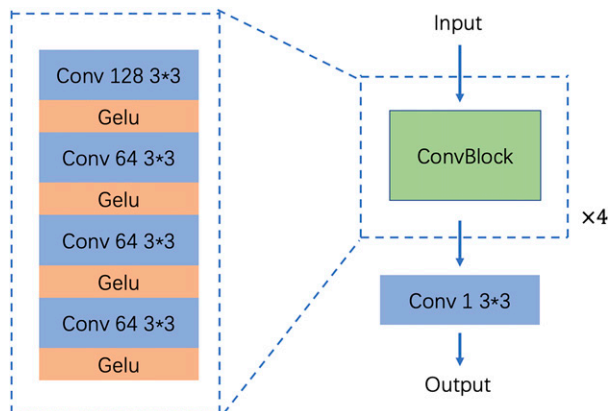 Conv 128 3*3
Gelu
Conv 64 3*3
Gelu
Conv 64 3*3
Gelu
Conv 64 3*3
Gelu
Input
ConvBlock
×4
Conv 1 3*3
Output